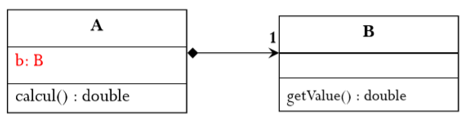 A
b: B
calcul() : double
1
B
getValue() : double